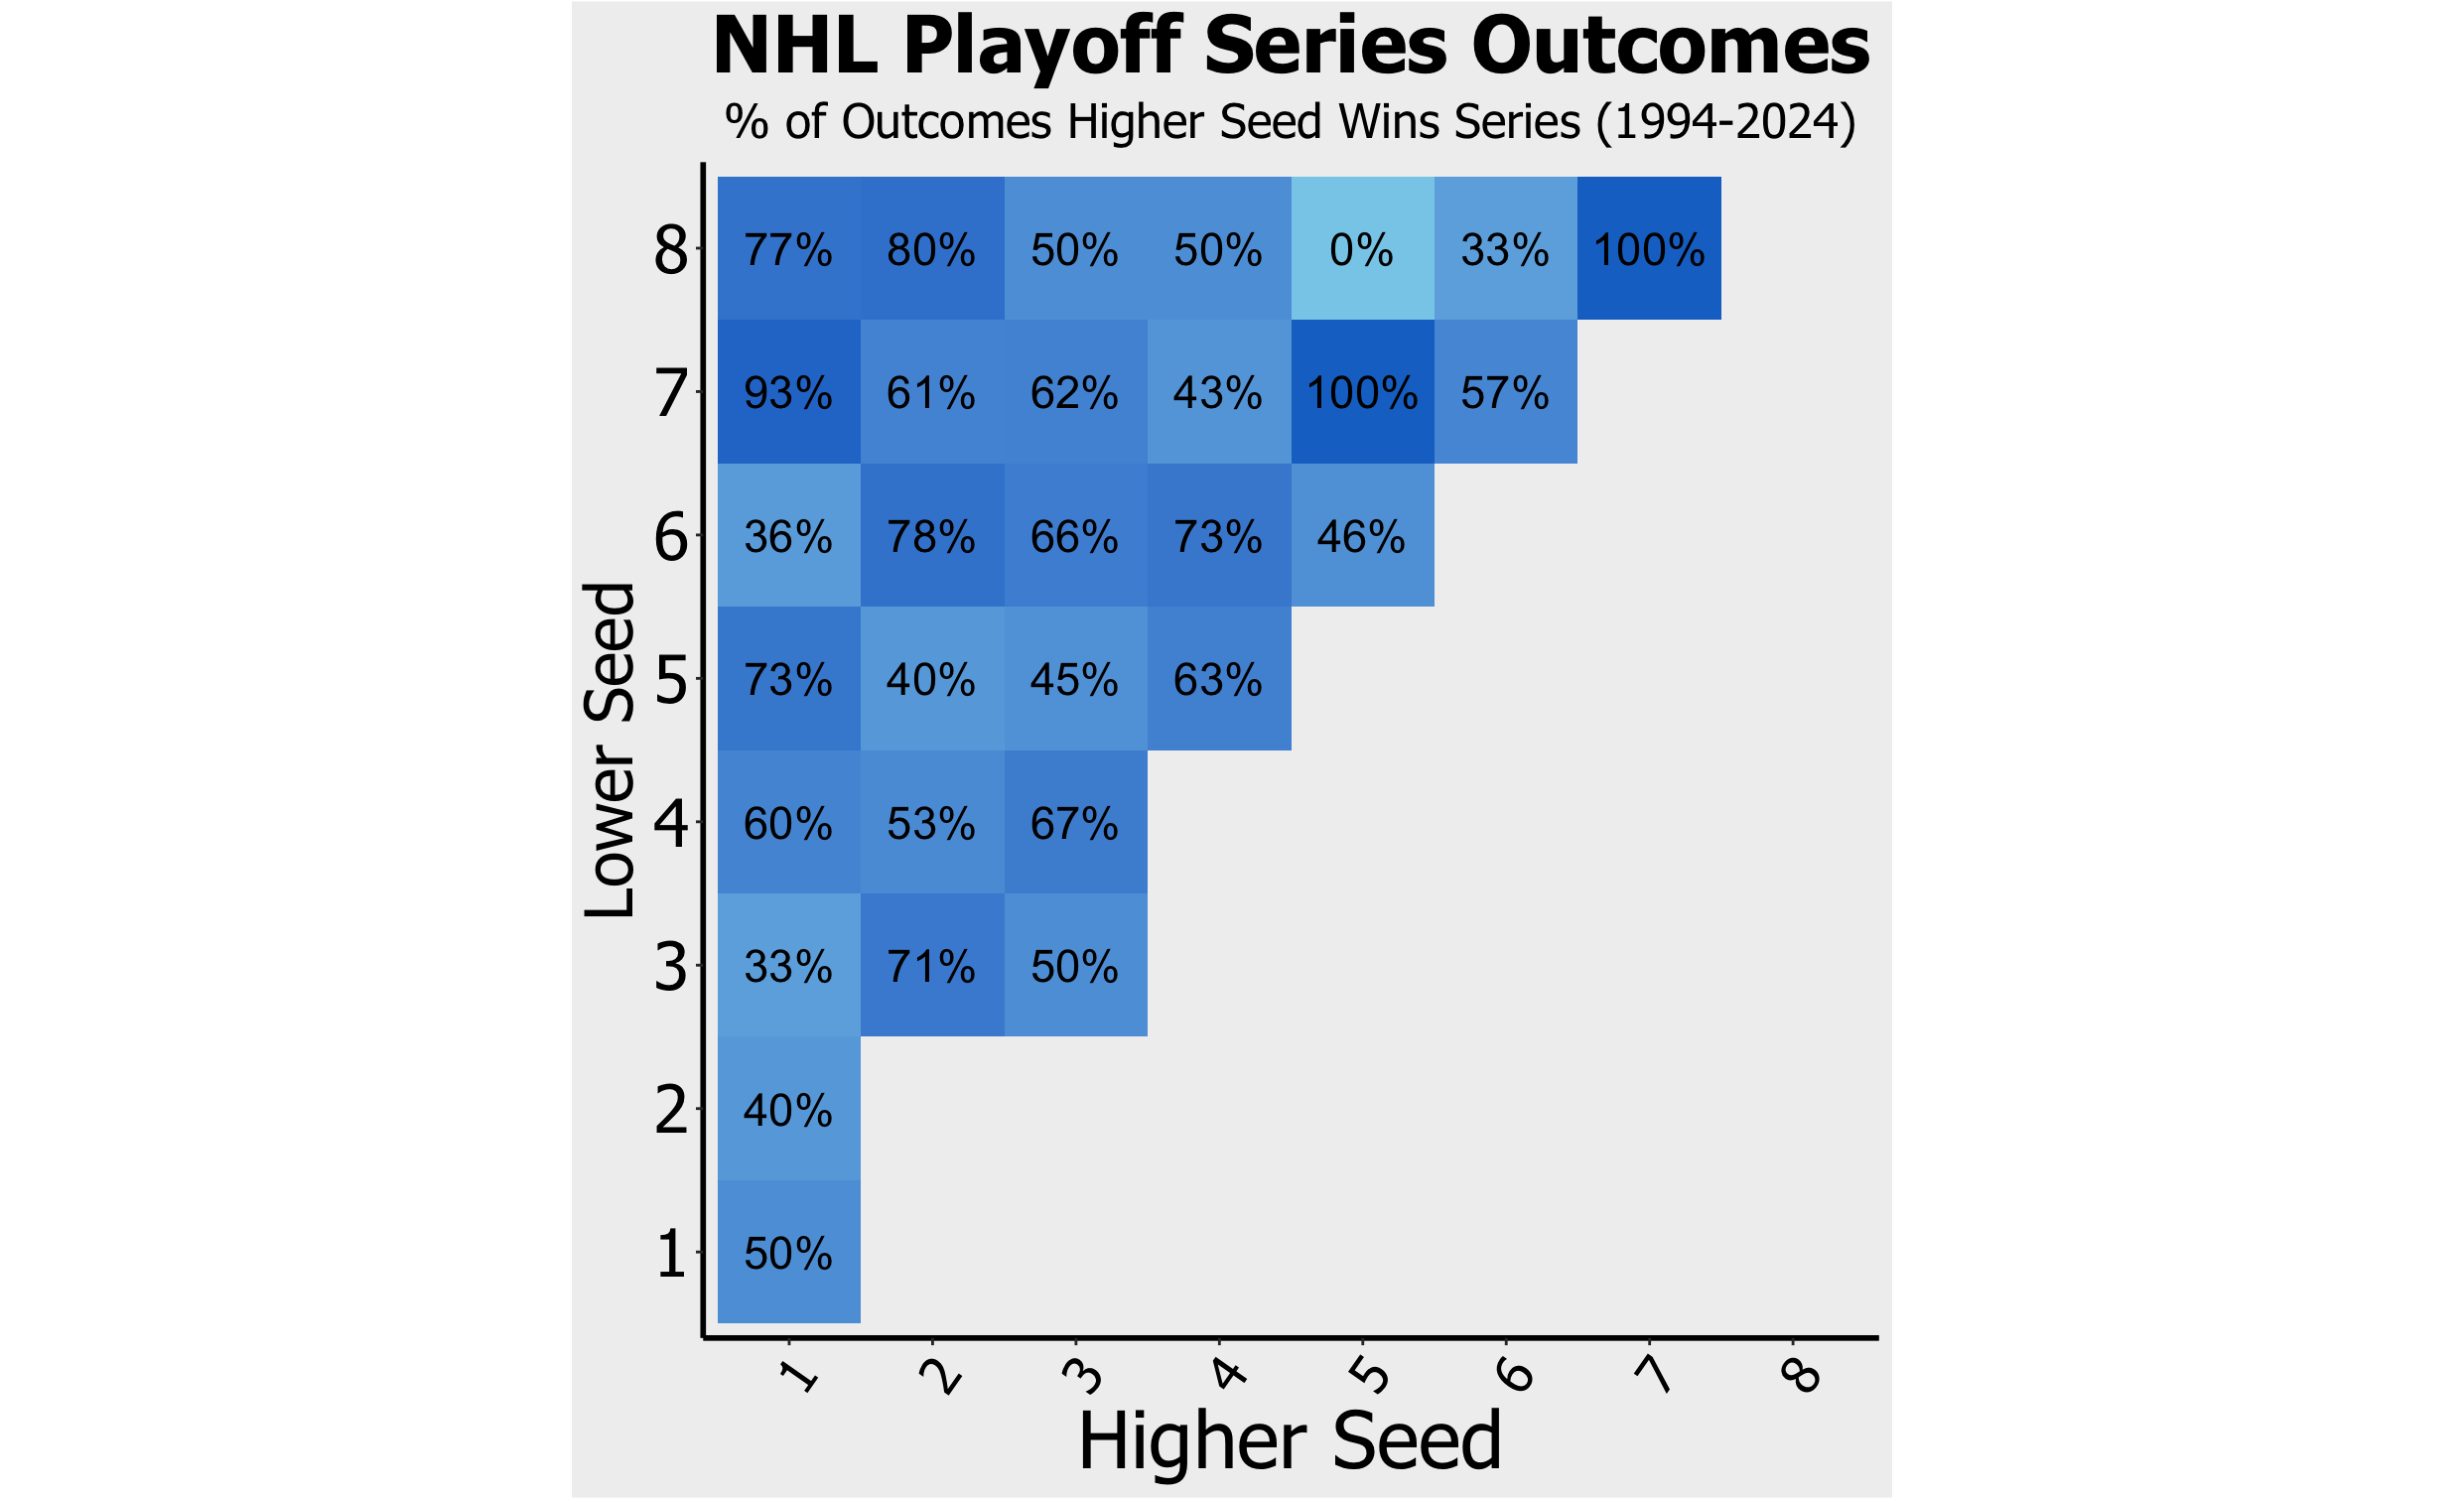 NHL Playoff Series Outcomes
% of Outcomes Higher Seed Wins Series (1994-2024)
Lower Seed
8 77% 80% 50% 50% 0% 33% 100%
7 93% 61% 62% 43% 100% 57%
6 36% 78% 66% 73% 46%
5 73% 40% 45% 63%
4 60% 53% 67%
3 33% 71% 50%
2 40%
1 50%
1 2 3 4 5 6 7 8
Higher Seed